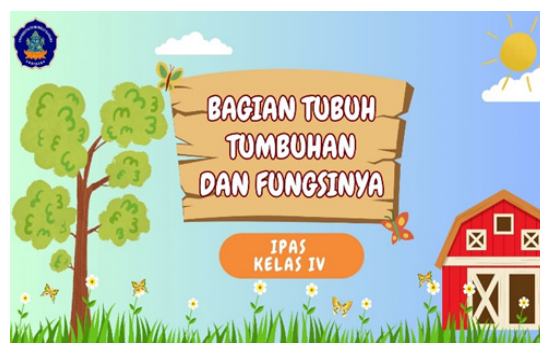 BAGIAN TUBUH
TUMBUHAN
DAN FUNGSINYA
IPAS
KELAS IV